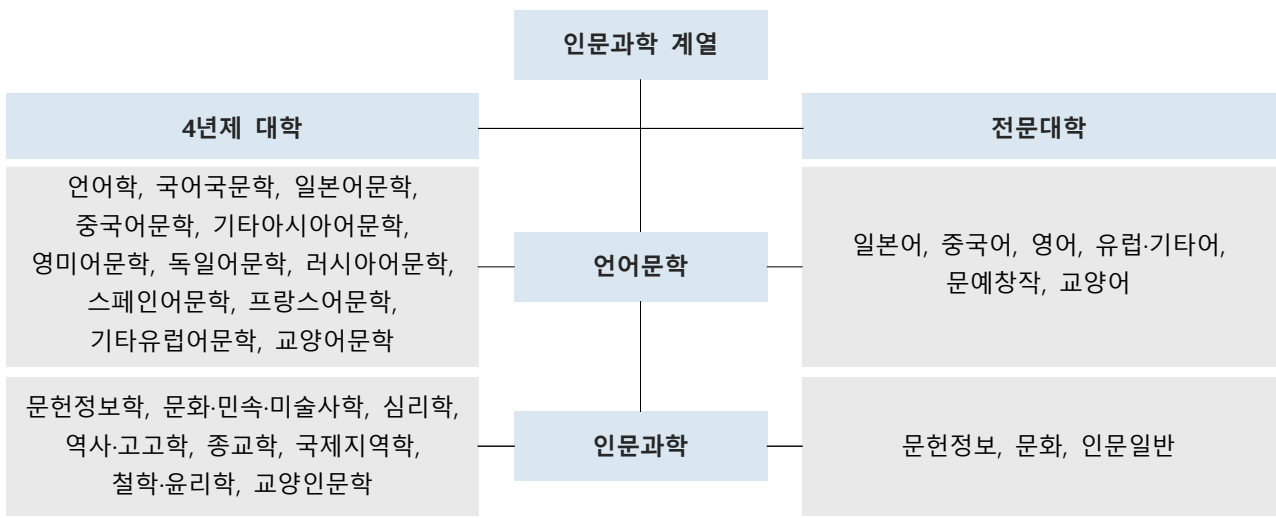 인문과학 계열
4년제 대학
전문대학
언어학, 국어국문학, 일본어문학,
중국어문학, 기타아시아어문학,
영미어문학, 독일어문학, 러시아어문학,
스페인어문학, 프랑스어문학,
기타유럽어문학, 교양어문학
언어문학
일본어, 중국어, 영어, 유럽·기타어,
문예창작, 교양어
문헌정보학, 문화·민속·미술사학, 심리학,
역사·고고학, 종교학, 국제지역학,
철학·윤리학, 교양인문학
인문과학
문헌정보, 문화, 인문일반